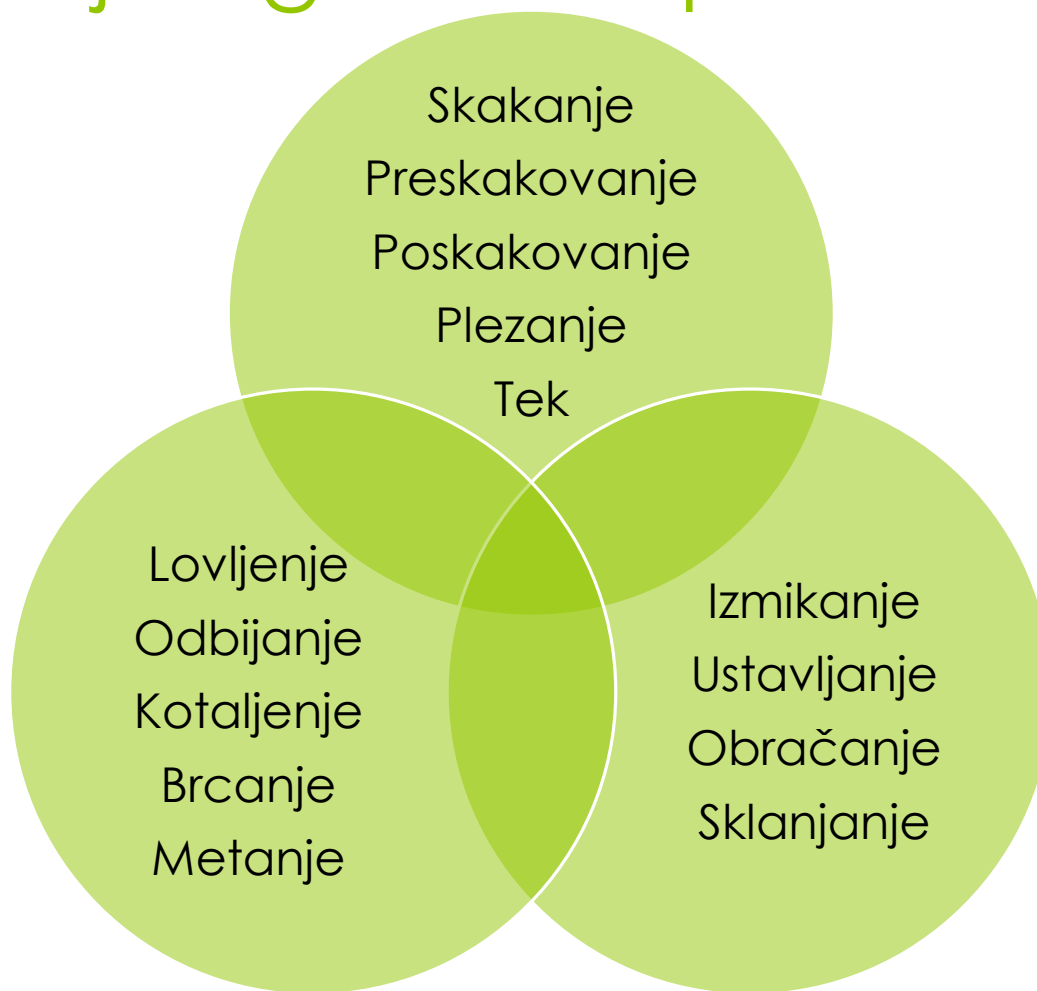 Skakanje
Preskakovanje
Poskakovanje
Plezanje
Tek
Lovljenje
Odbijanje
Kotaljenje
Brcanje
Metanje
Izmikanje
Ustavljanje
Obračanje
Sklanjanje